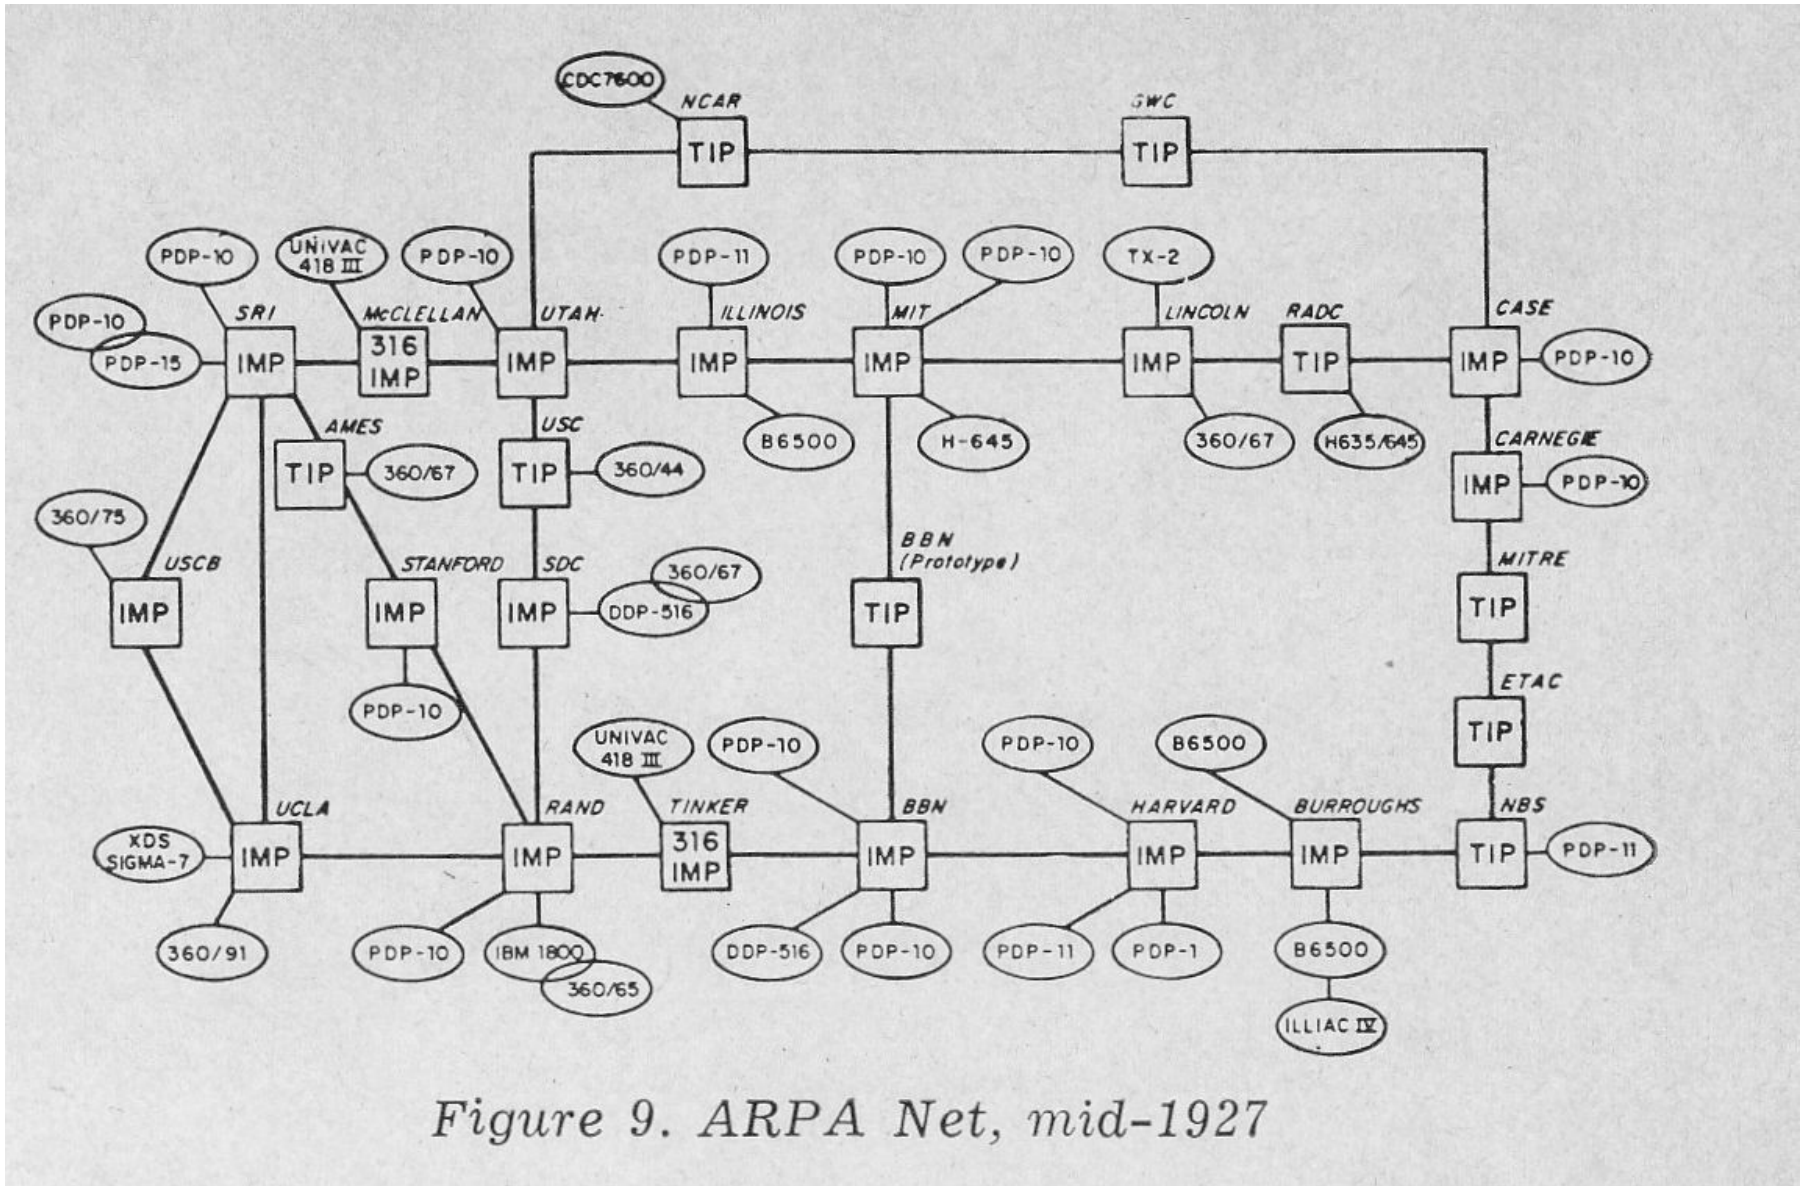 CDC7600
NCAR
GWC
TIP
TIP
PDP-10
UNIVAC
418 III
PDP-10
PDP-11
PDP-10
PDP-10
TX-2
PDP-10
PDP-15
SRI
McCLELLAN
UTAH
ILLINOIS
MIT
LINCOLN
RADC
CASE
IMP
316
IMP
IMP
IMP
IMP
IMP
TIP
IMP
PDP-10
AMES
USC
B6500
H-645
360/67
H635/645
CARNEGIE
TIP
360/67
TIP
360/44
IMP
PDP-10
360/75
USCB
STANFORD
SDC
360/67
BBN
(Prototype)
MITRE
IMP
IMP
IMP
DDP-516
TIP
TIP
PDP-10
ETAC
TIP
UNIVAC
418 III
PDP-10
PDP-10
B6500
UCLA
RAND
TINKER
BBN
HARVARD
BURROUGHS
NBS
XDS
SIGMA-7
IMP
IMP
316
IMP
IMP
IMP
IMP
TIP
PDP-11
360/91
PDP-10
IBM 1800
360/65
DDP-516
PDP-10
PDP-11
PDP-1
B6500
ILLIAC IV
Figure 9. ARPA Net, mid-1927